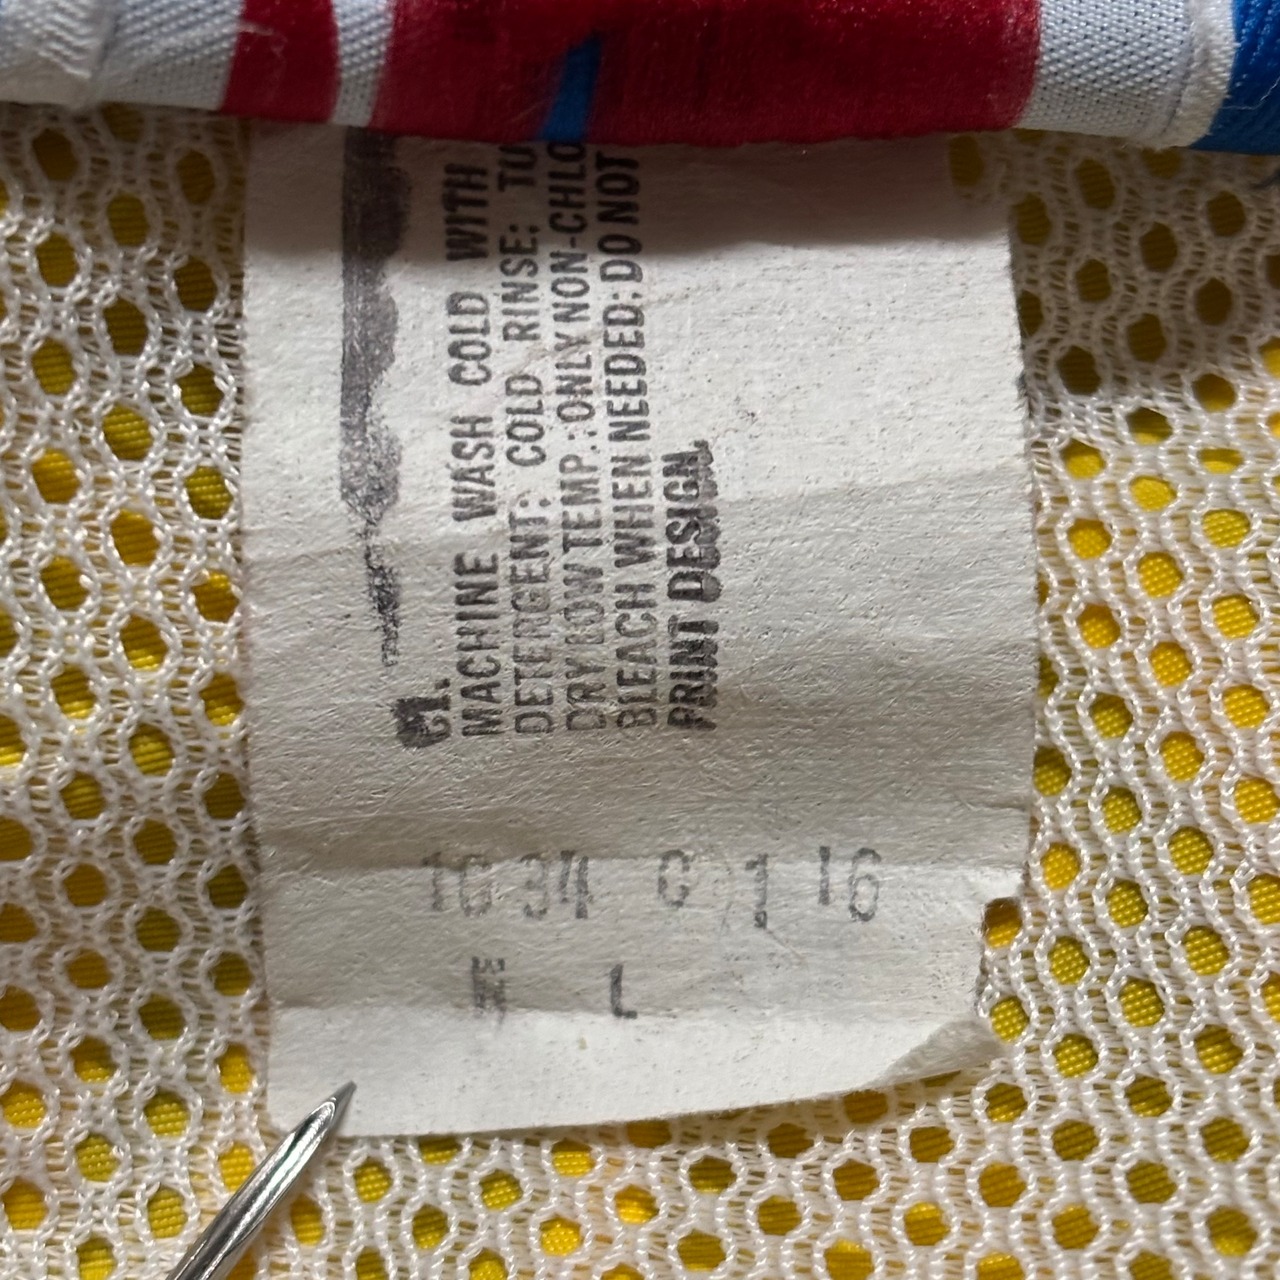 MACHINE WASH COLD WITH
DETERGENT; COLD RINSE; TU
DRY LOW TEMP.; ONLY NON-CHLO
BLEACH WHEN NEEDED; DO NOT
PRINT DESIGN.
34 C 1 16
L